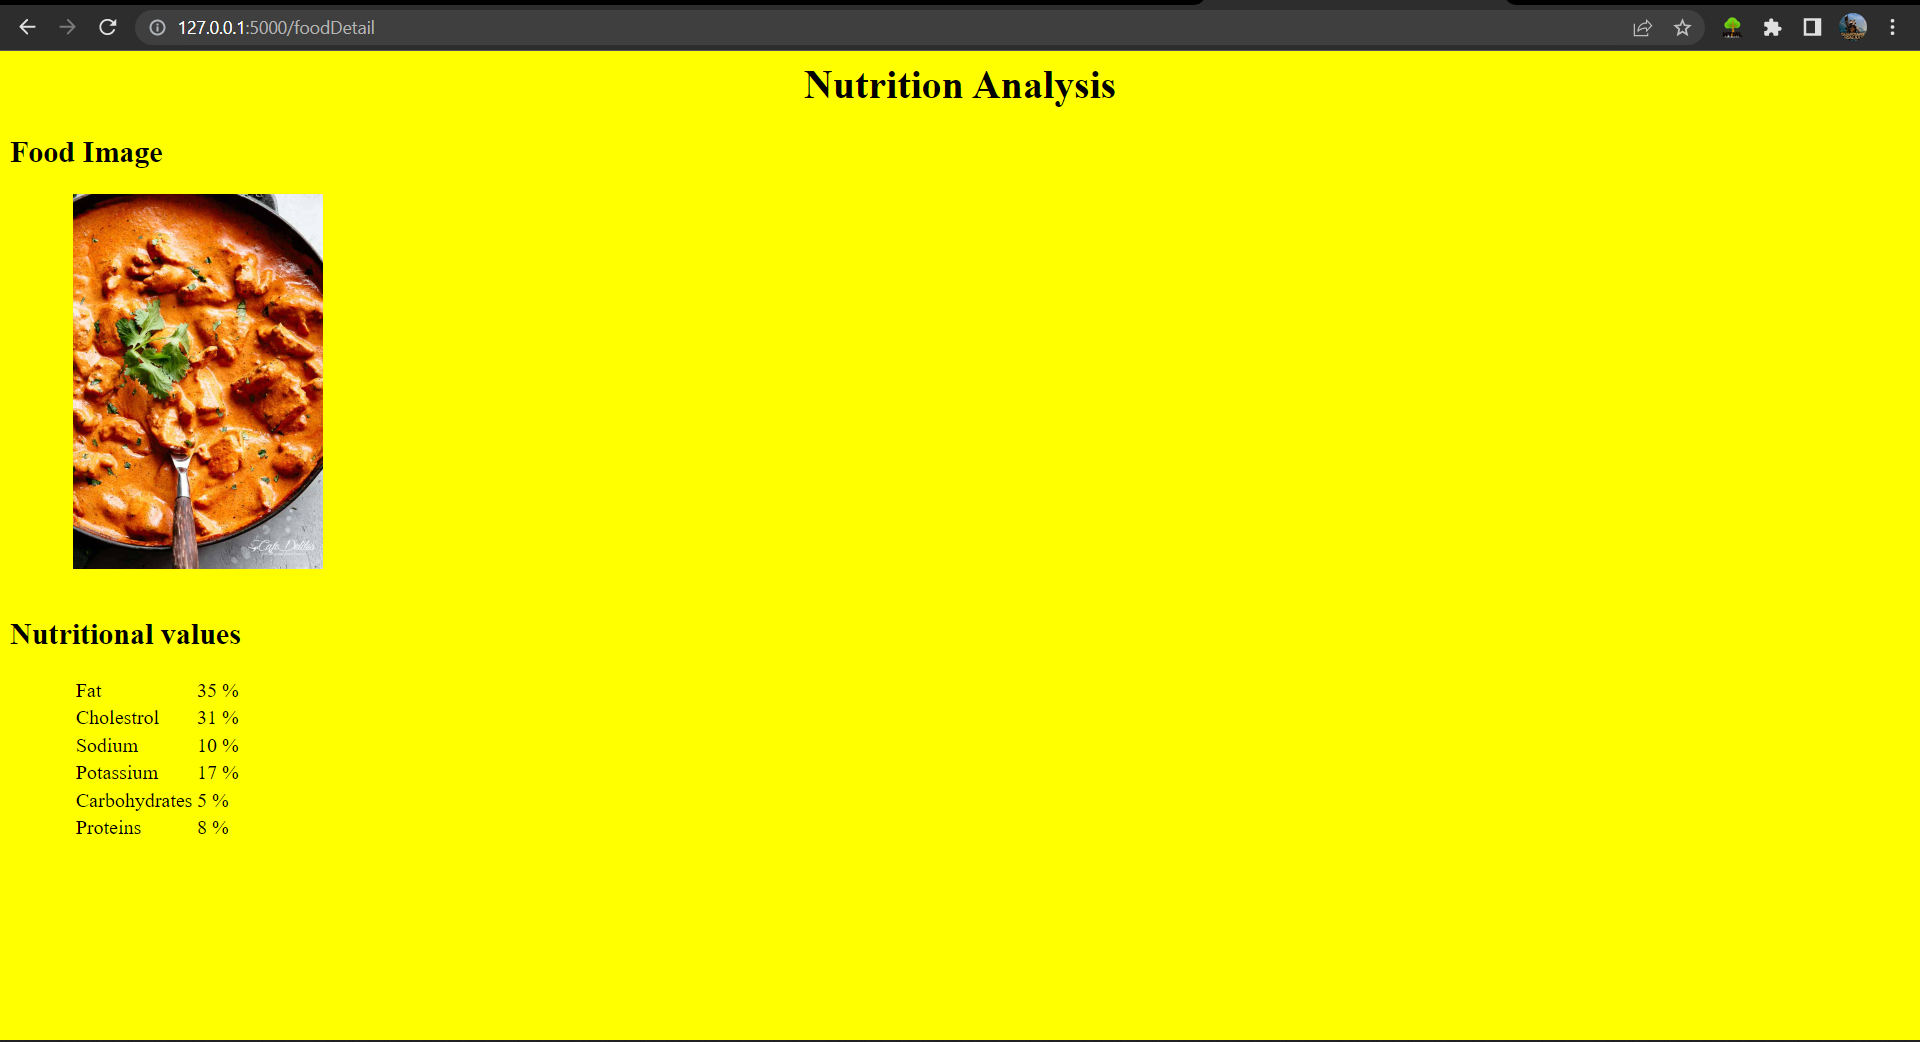 127.0.0.1:5000/foodDetail
Nutrition Analysis
Food Image
Cafe Delites
Nutritional values
Fat 35 %
Cholestrol 31 %
Sodium 10 %
Potassium 17 %
Carbohydrates 5 %
Proteins 8 %